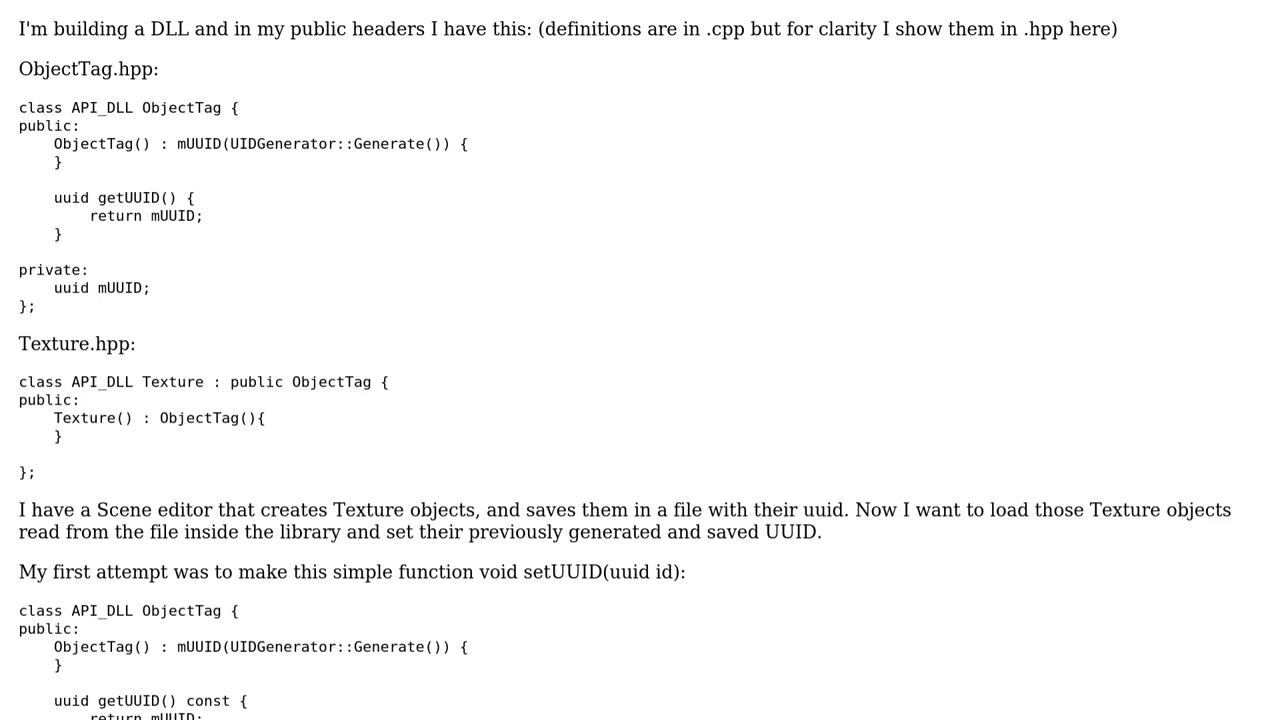 I'm building a DLL and in my public headers I have this: (definitions are in .cpp but for clarity I show them in .hpp here)
ObjectTag.hpp:
class API_DLL ObjectTag {
public:
    ObjectTag() : mUUID(UIDGenerator::Generate()) {
    }
    uuid getUUID() {
        return mUUID;
    }
private:
    uuid mUUID;
};
Texture.hpp:
class API_DLL Texture : public ObjectTag {
public:
    Texture() : ObjectTag(){
    }
};
I have a Scene editor that creates Texture objects, and saves them in a file with their uuid. Now I want to load those Texture objects
read from the file inside the library and set their previously generated and saved UUID.
My first attempt was to make this simple function void setUUID(uuid id):
class API_DLL ObjectTag {
public:
    ObjectTag() : mUUID(UIDGenerator::Generate()) {
    }
    uuid getUUID() const {
        return mUUID;